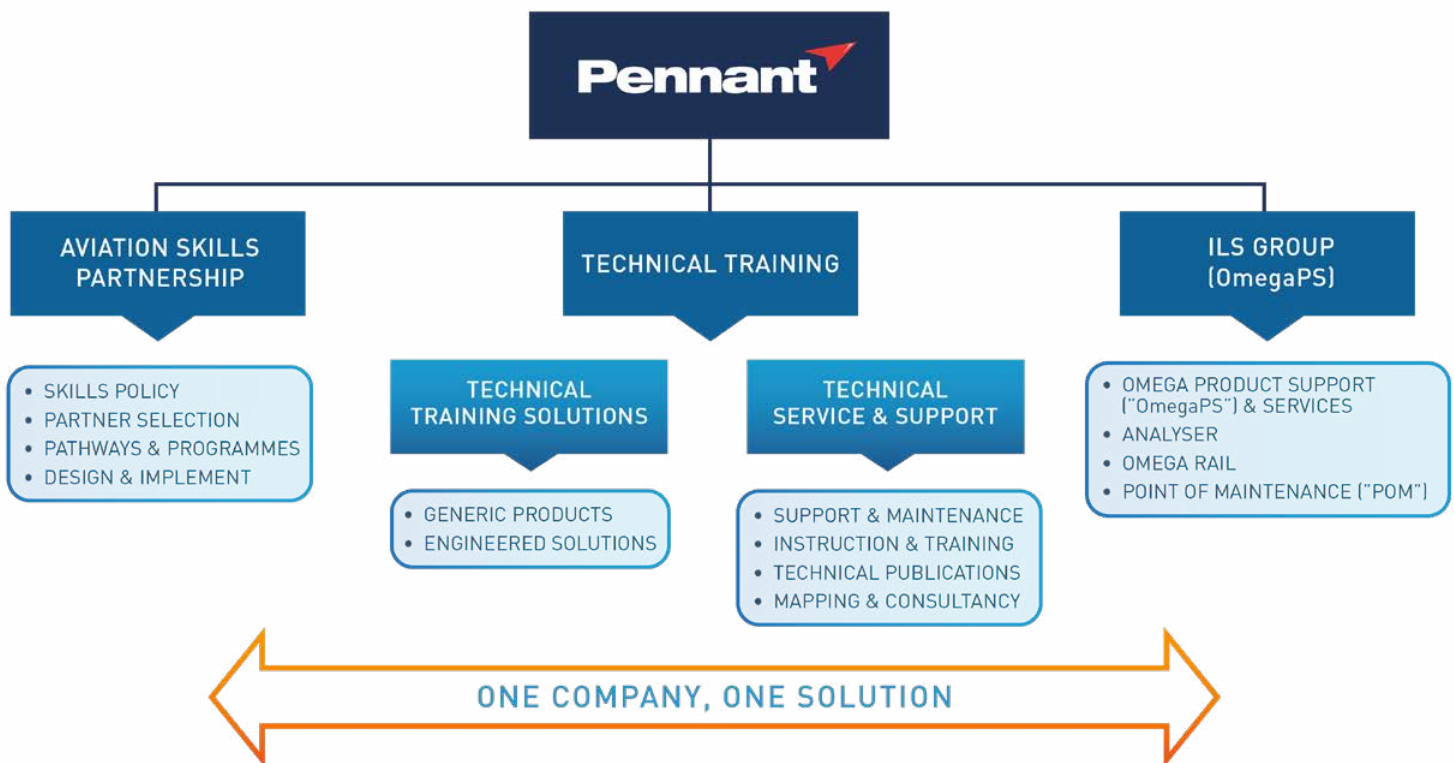 Pennant
AVIATION SKILLS
PARTNERSHIP
TECHNICAL TRAINING
ILS GROUP
(OmegaPS)
• SKILLS POLICY
• PARTNER SELECTION
• PATHWAYS & PROGRAMMES
• DESIGN & IMPLEMENT
TECHNICAL
TRAINING SOLUTIONS
• GENERIC PRODUCTS
• ENGINEERED SOLUTIONS
TECHNICAL
SERVICE & SUPPORT
• SUPPORT & MAINTENANCE
• INSTRUCTION & TRAINING
• TECHNICAL PUBLICATIONS
• MAPPING & CONSULTANCY
• OMEGA PRODUCT SUPPORT
("OmegaPS") & SERVICES
• ANALYSER
• OMEGA RAIL
• POINT OF MAINTENANCE ("POM")
ONE COMPANY, ONE SOLUTION